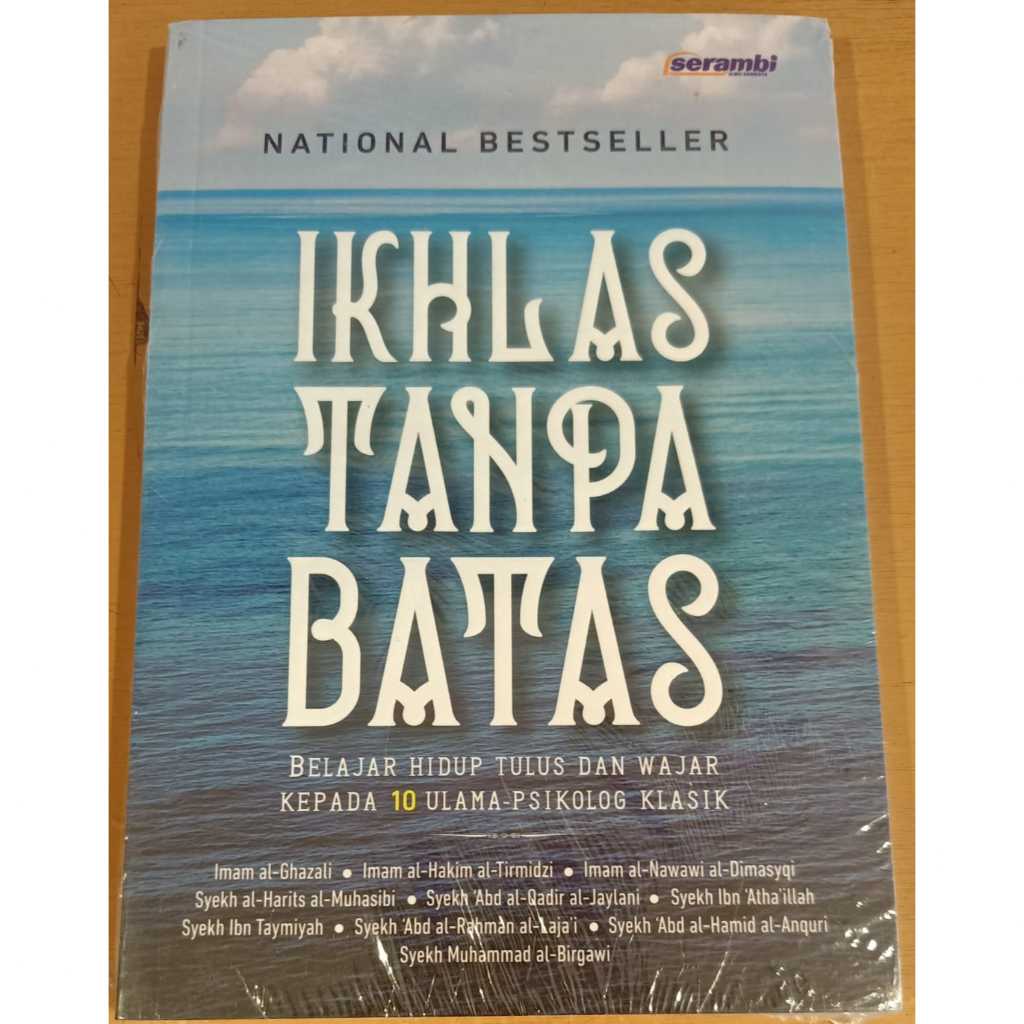 serambi
NATIONAL BESTSELLER
IKHLAS
TANPA
BATAS
BELAJAR HIDUP TULUS DAN WAJAR
KEPADA 10 ULAMA-PSIKOLOG KLASIK
Imam al-Ghazali • Imam al-Hakim al-Tirmidzi • Imam al-Nawawi al-Dimasyqi
Syekh al-Harits al-Muhasibi • Syekh 'Abd al-Qadir al-Jaylani • Syekh Ibn 'Atha'illah
Syekh Ibn Taymiyah • Syekh 'Abd al-Rahman al-Laja'i • Syekh 'Abd al-Hamid al-Anquri
Syekh Muhammad al-Birgawi